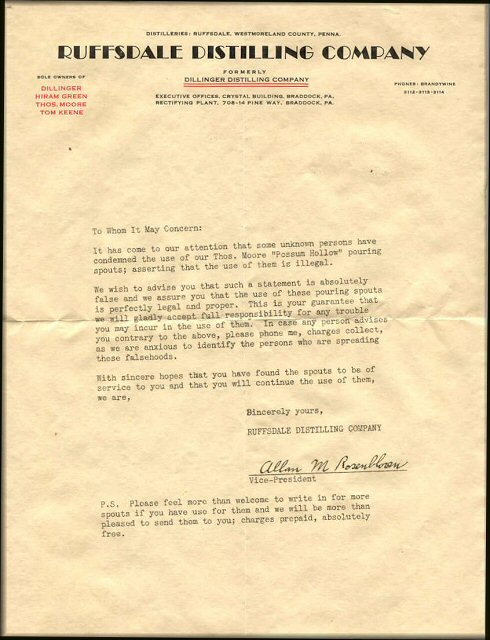 DISTILLERIES: RUFFSDALE, WESTMORELAND COUNTY, PENNA.
RUFFSDALE DISTILLING COMPANY
FORMERLY
DILLINGER DISTILLING COMPANY
SOLE OWNERS OF
DILLINGER
HIRAM GREEN
THOS. MOORE
TOM KEENE
EXECUTIVE OFFICES, CRYSTAL BUILDING, BRADDOCK, PA.
RECTIFYING PLANT, 708-14 PINE WAY, BRADDOCK, PA.
PHONES: BRANDYWINE
3112-3113-3114
To Whom It May Concern:
It has come to our attention that some unknown persons have
condemned the use of our Thos. Moore "Possum Hollow" pouring
spouts; asserting that the use of them is illegal.
We wish to advise you that such a statement is absolutely
false and we assure you that the use of these pouring spouts
is perfectly legal and proper. This is your guarantee that
we will gladly accept full responsibility for any trouble
you may incur in the use of them. In case any person advises
you contrary to the above, please phone me, charges collect,
as we are anxious to identify the persons who are spreading
these falsehoods.
With sincere hopes that you have found the spouts to be of
service to you and that you will continue the use of them,
we are,
Sincerely yours,
RUFFSDALE DISTILLING COMPANY
Allan M Rosenbloom
Vice-President
P.S. Please feel more than welcome to write in for more
spouts if you have use for them and we will be more than
pleased to send them to you; charges prepaid, absolutely
free.